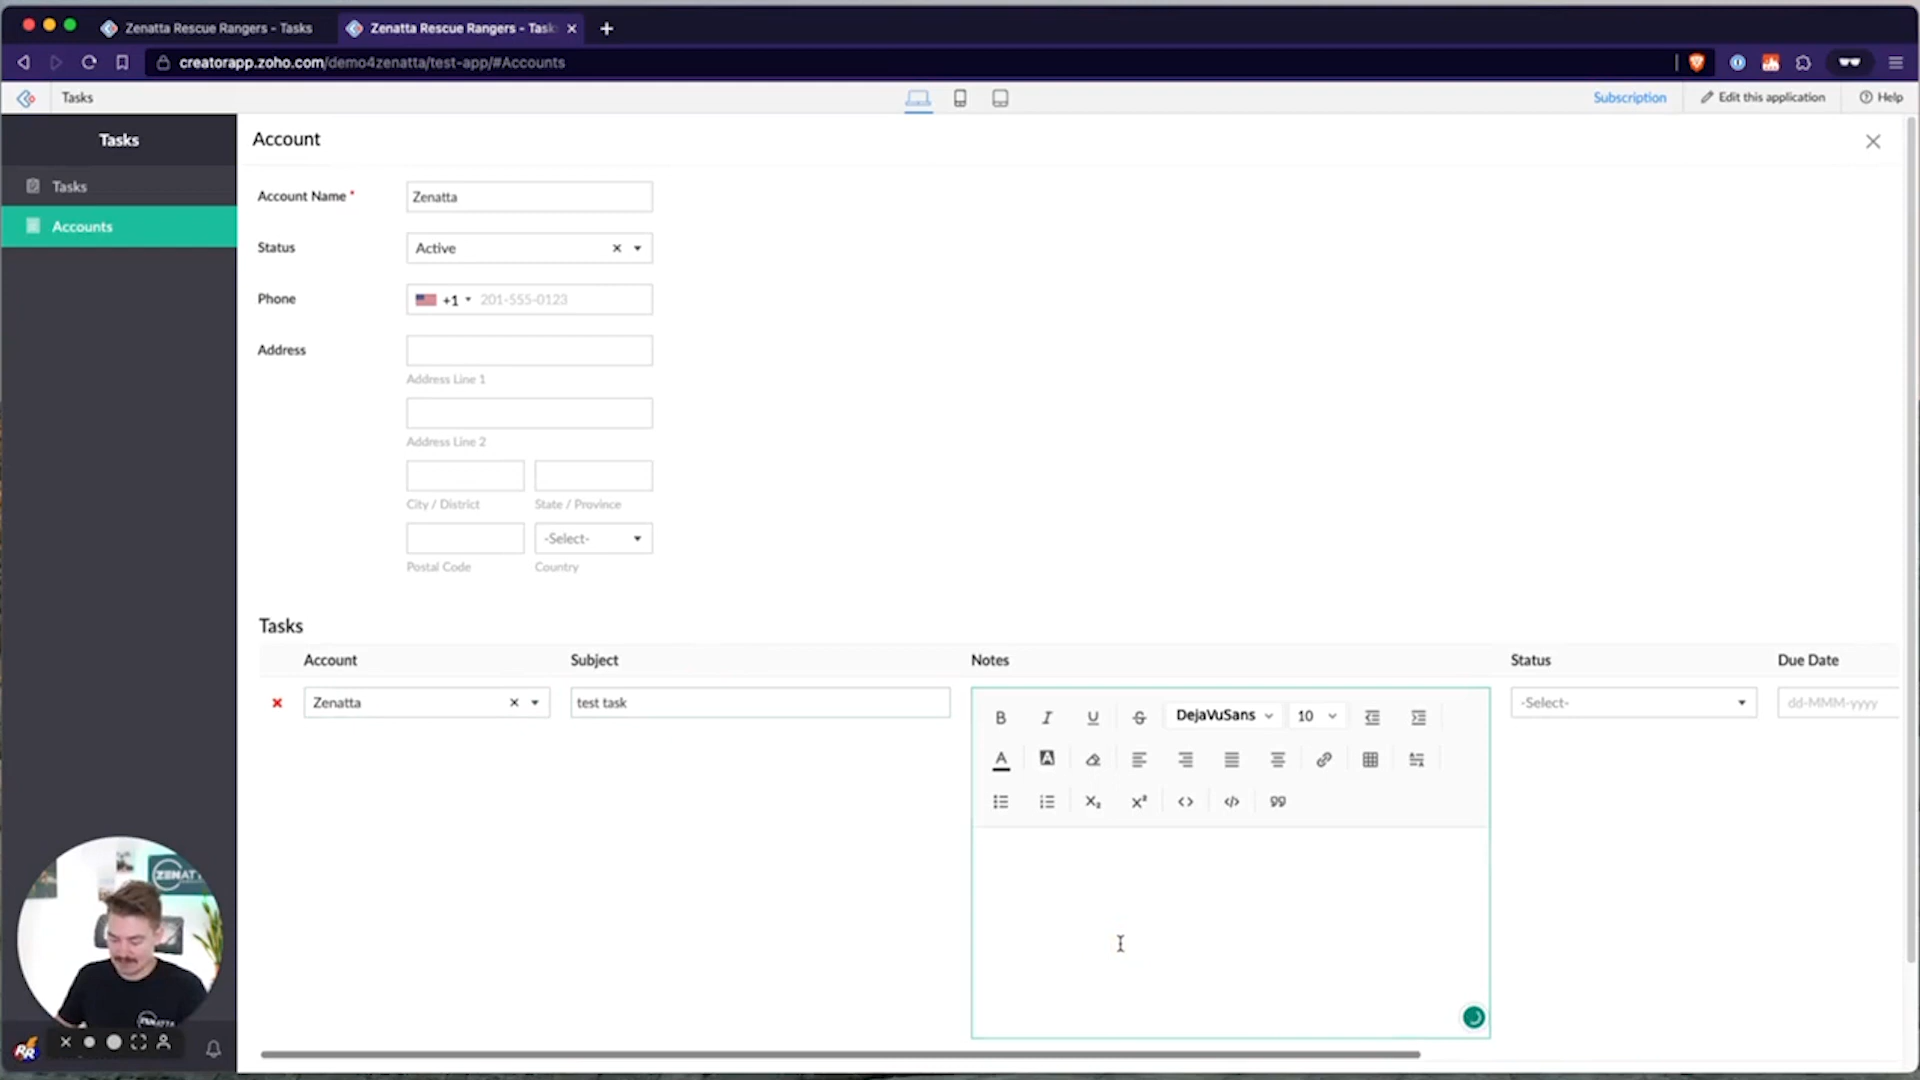 Zenatta Rescue Rangers - Tasks
Zenatta Rescue Rangers - Task
creatorapp.zoho.com/demo4zenatta/test-app/#Accounts
Tasks
Subscription
Edit this application
Help
Tasks
Tasks
Accounts
Account
Account Name *
Zenatta
Status
Active
Phone
+1
201-555-0123
Address
Address Line 1
Address Line 2
City / District
State / Province
-Select-
Postal Code
Country
Tasks
Account
Subject
Notes
Status
Due Date
Zenatta
test task
B I U S DejaVuSans 10
-Select-
dd-MMM-yyyy
ZENATTA
RR